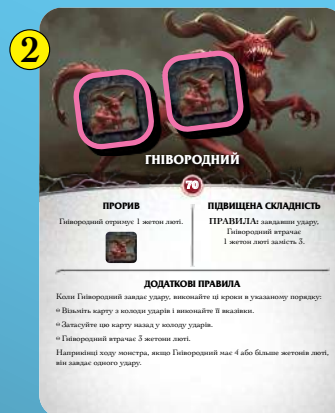 2
ГНІВОРОДНИЙ
70
ПРОРИВ
Гнівородний отримує 1 жетон люті.
ПІДВИЩЕНА СКЛАДНІСТЬ
ПРАВИЛА: завдавши удару,
Гнівородний втрачає
1 жетон люті замість 3.
ДОДАТКОВІ ПРАВИЛА
Коли Гнівородний завдає удару, виконайте ці кроки в указаному порядку:
Візьміть карту з колоди ударів і виконайте її вказівки.
Затасуйте цю карту назад у колоду ударів.
Гнівородний втрачає 3 жетони люті.
Наприкінці ходу монстра, якщо Гнівородний має 4 або більше жетонів люті,
він завдає одного удару.